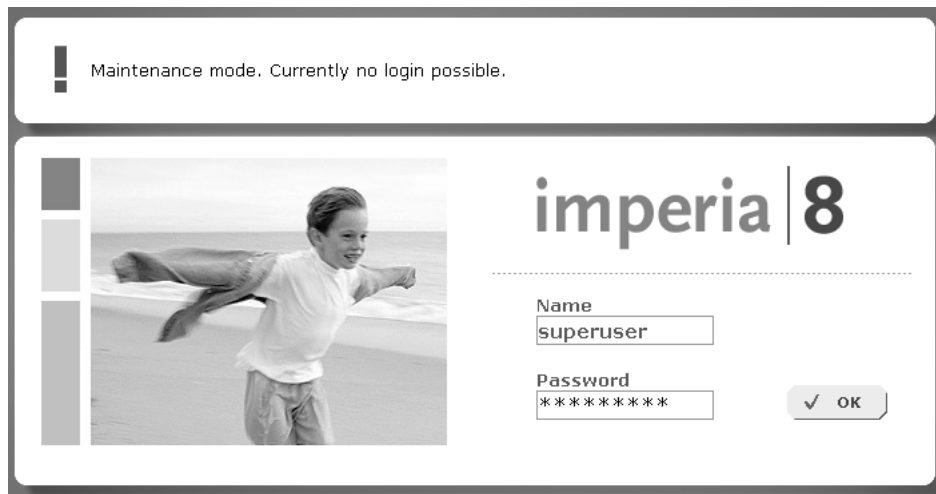 Maintenance mode. Currently no login possible.
imperia 8
Name
superuser
Password
*********
OK